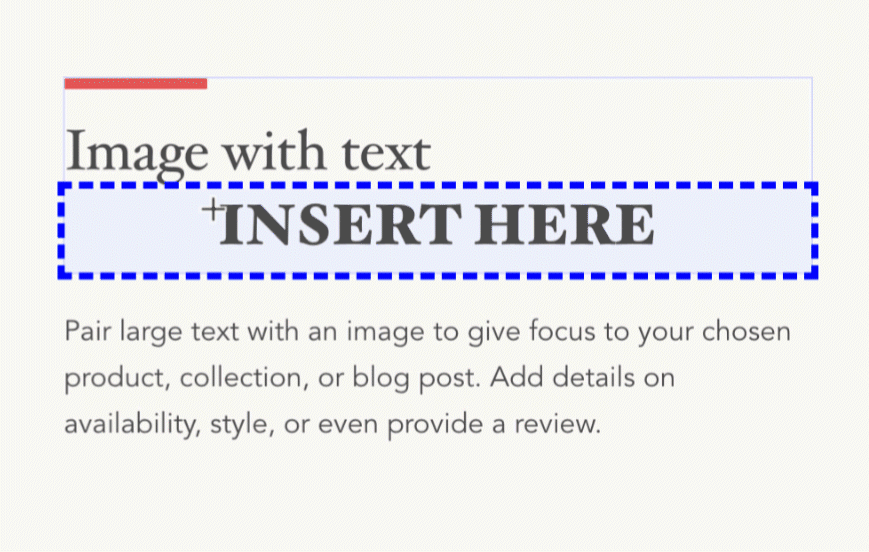 Image with text
INSERT HERE
Pair large text with an image to give focus to your chosen
product, collection, or blog post. Add details on
availability, style, or even provide a review.